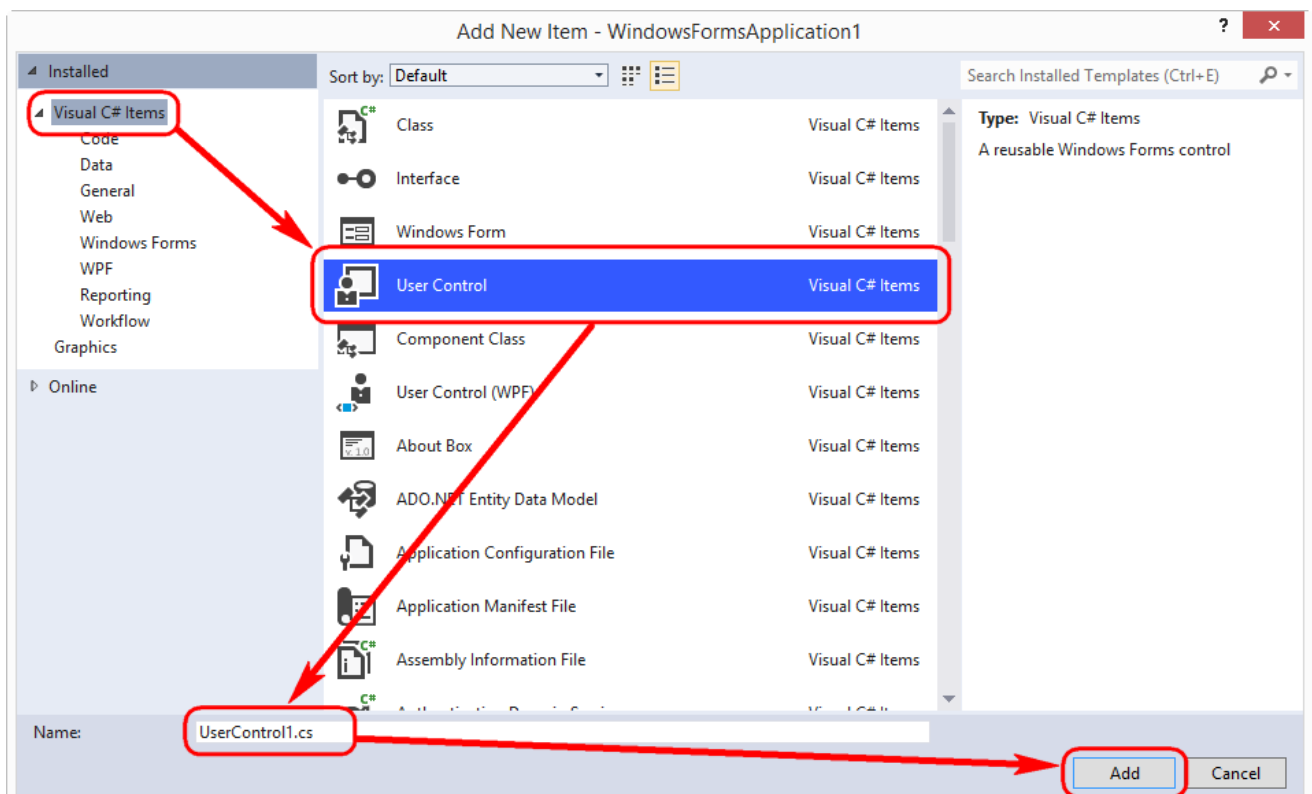 Add New Item - WindowsFormsApplication1
?
Installed
Sort by: Default
Search Installed Templates (Ctrl+E)
Visual C# Items
Code
Data
General
Web
Windows Forms
WPF
Reporting
Workflow
Graphics
Online
C#
Class Visual C# Items
Interface Visual C# Items
Windows Form Visual C# Items
User Control Visual C# Items
Component Class Visual C# Items
User Control (WPF) Visual C# Items
v. 1.0
About Box Visual C# Items
ADO.NET Entity Data Model Visual C# Items
Application Configuration File Visual C# Items
Application Manifest File Visual C# Items
C#
Assembly Information File Visual C# Items
C#
Type: Visual C# Items
A reusable Windows Forms control
Name: UserControl1.cs
Add Cancel